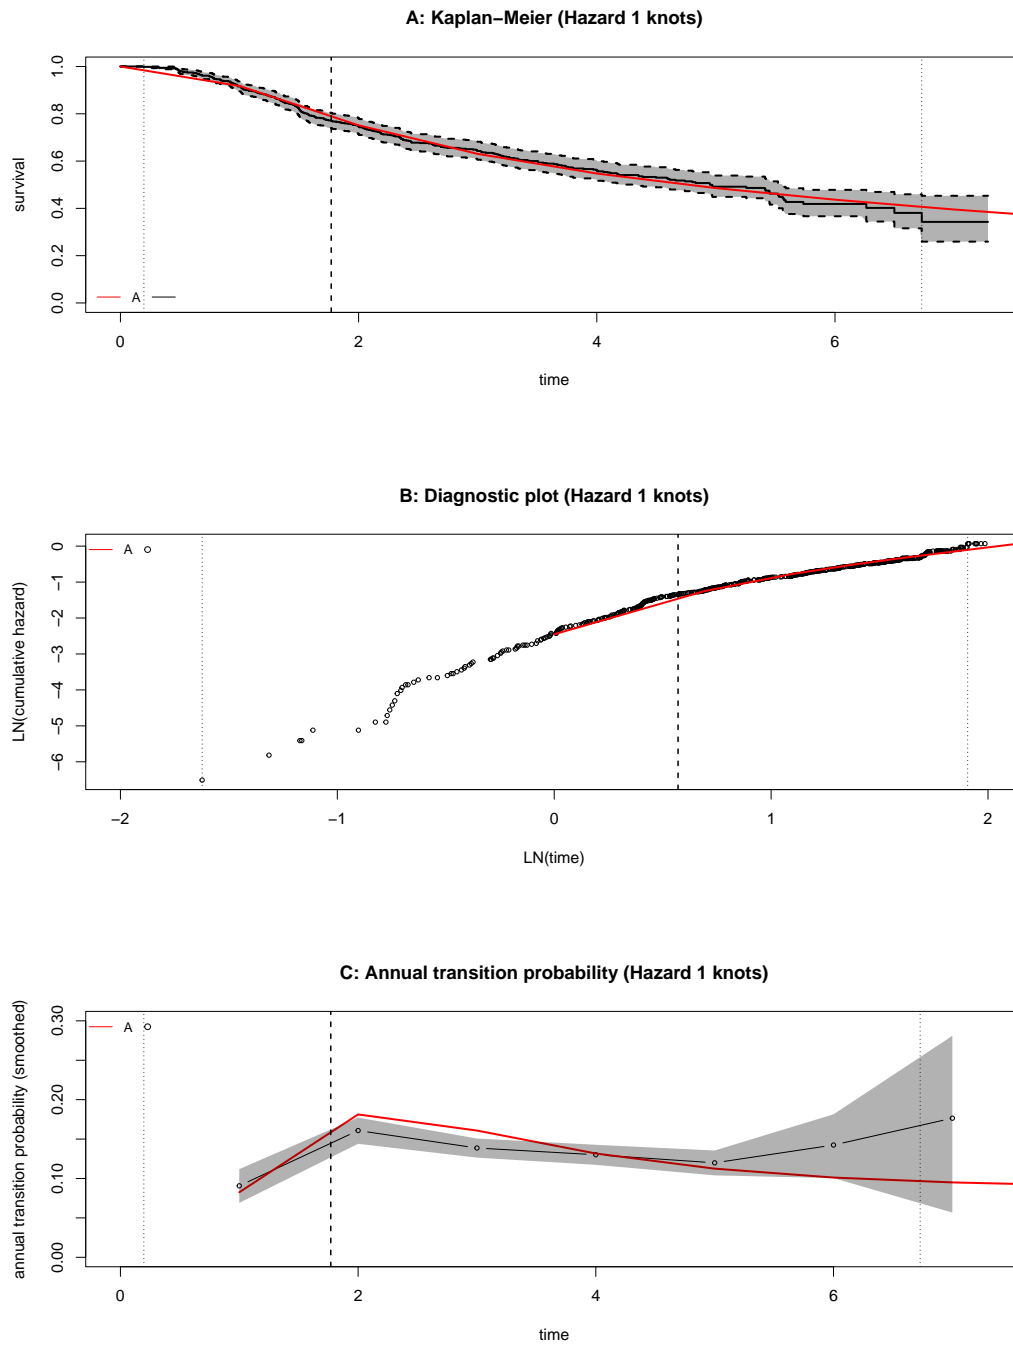 A: Kaplan−Meier (Hazard 1 knots)
survival
1.0
0.8
0.6
0.4
0.2
0.0
A
0 2 4 6
time
B: Diagnostic plot (Hazard 1 knots)
LN(cumulative hazard)
A
0
−1
−2
−3
−4
−5
−6
−2 −1 0 1 2
LN(time)
C: Annual transition probability (Hazard 1 knots)
annual transition probability (smoothed)
A
0.30
0.20
0.10
0.00
0 2 4 6
time